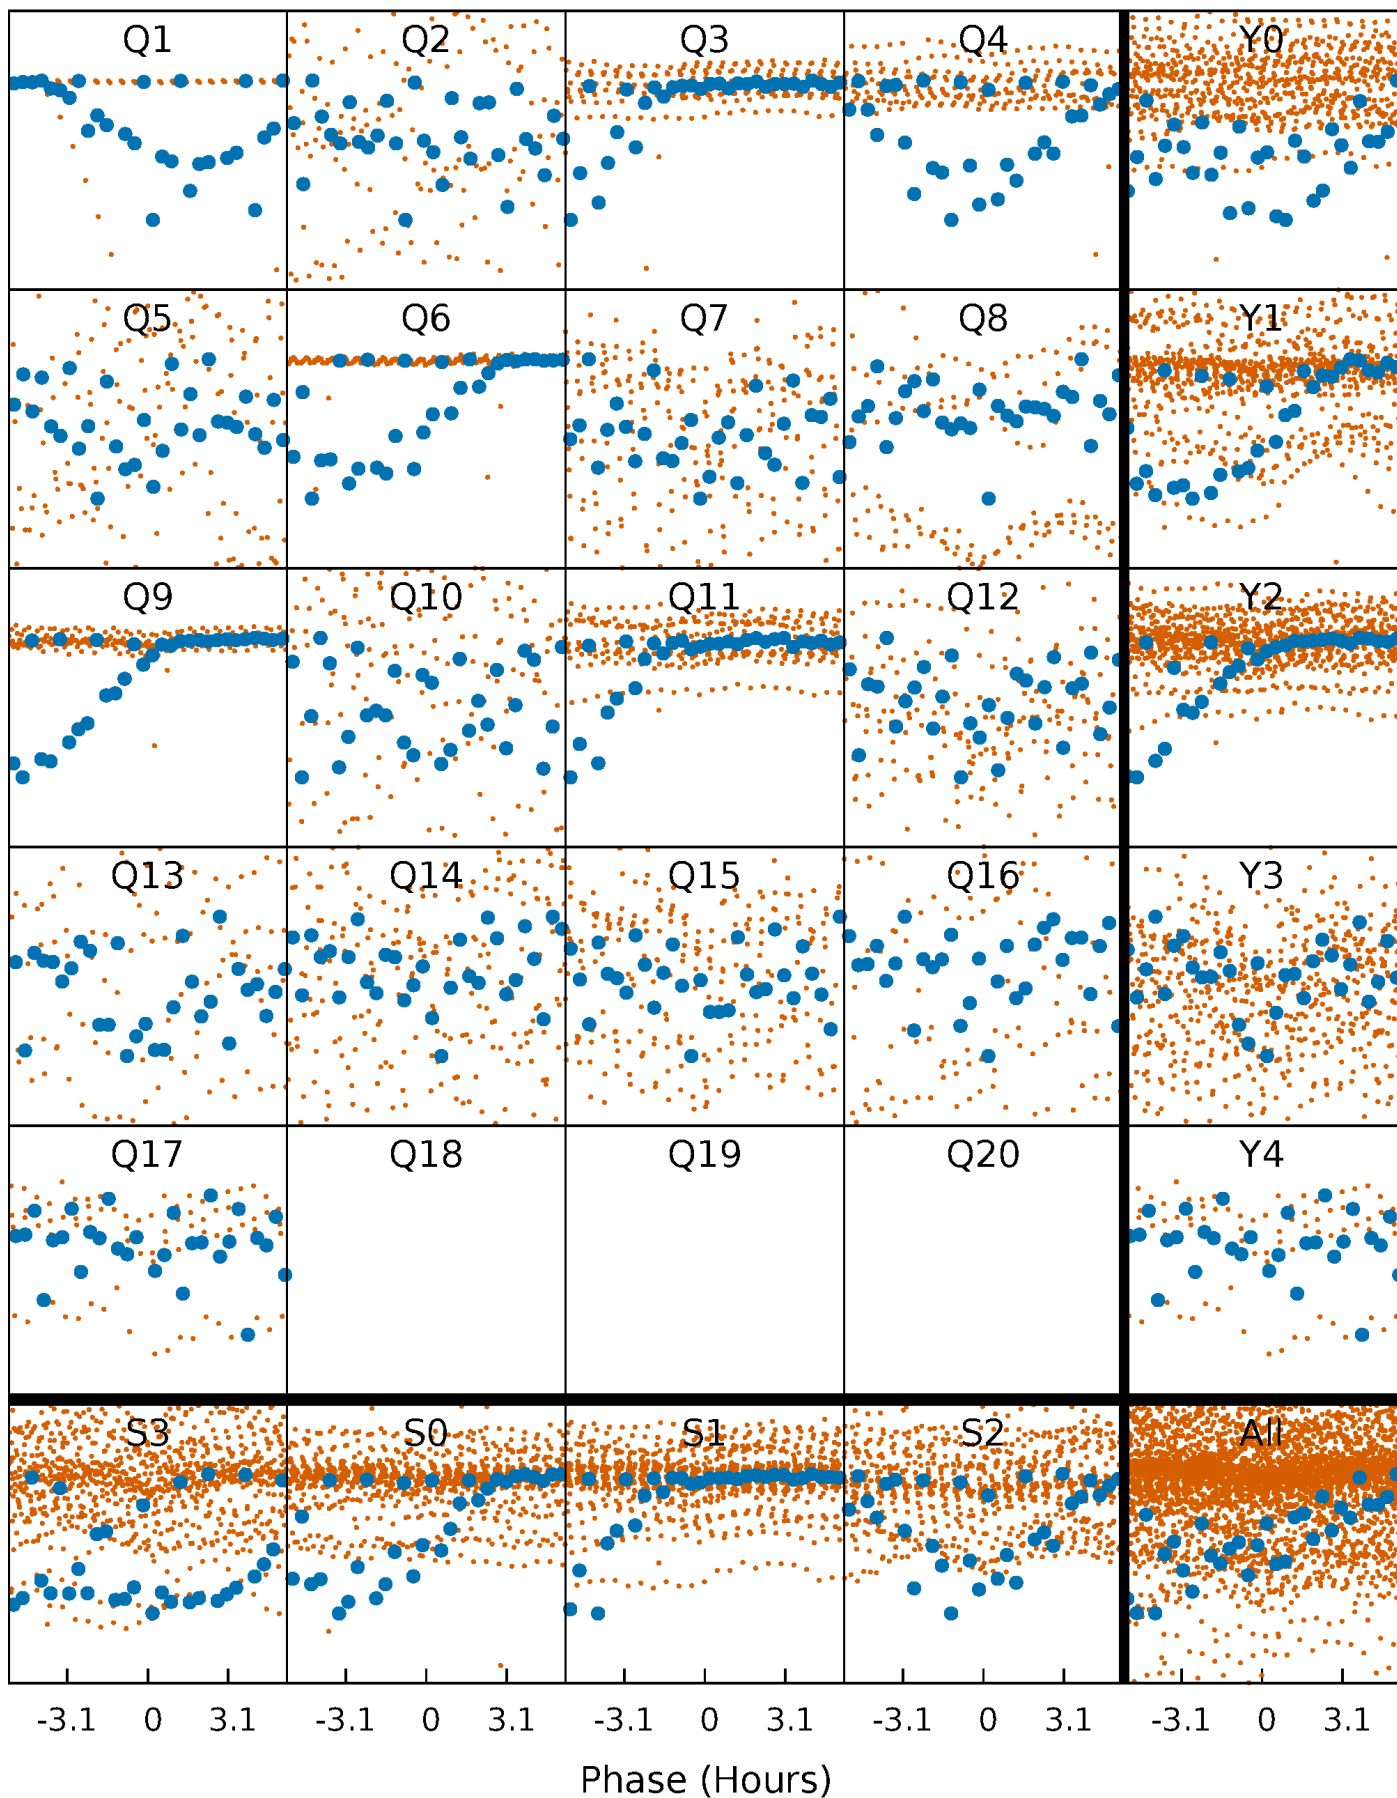 Q1 Q2 Q3 Q4 Y0
Q5 Q6 Q7 Q8 Y1
Q9 Q10 Q11 Q12 Y2
Q13 Q14 Q15 Q16 Y3
Q17 Q18 Q19 Q20 Y4
S3 S0 S1 S2 All
-3.1 0 3.1 -3.1 0 3.1 -3.1 0 3.1 -3.1 0 3.1 -3.1 0 3.1
Phase (Hours)